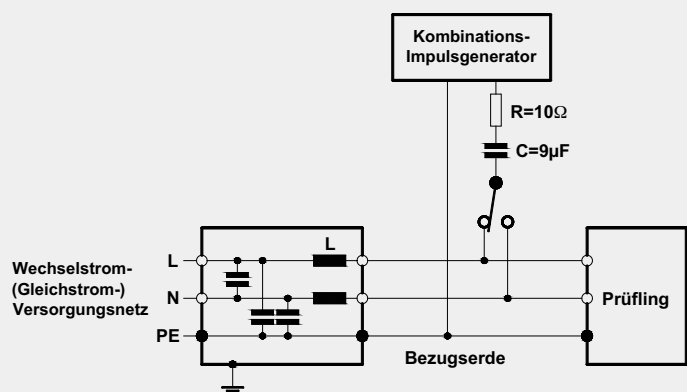 Kombinations-
Impulsgenerator
R=10Ω
C=9µF
L
L
Wechselstrom-
(Gleichstrom-)
Versorgungsnetz
N
Prüfling
PE
Bezugserde